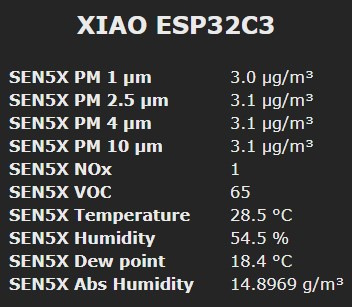 XIAO ESP32C3
SEN5X PM 1 µm 3.0 µg/m³
SEN5X PM 2.5 µm 3.1 µg/m³
SEN5X PM 4 µm 3.1 µg/m³
SEN5X PM 10 µm 3.1 µg/m³
SEN5X NOx 1
SEN5X VOC 65
SEN5X Temperature 28.5 °C
SEN5X Humidity 54.5 %
SEN5X Dew point 18.4 °C
SEN5X Abs Humidity 14.8969 g/m³